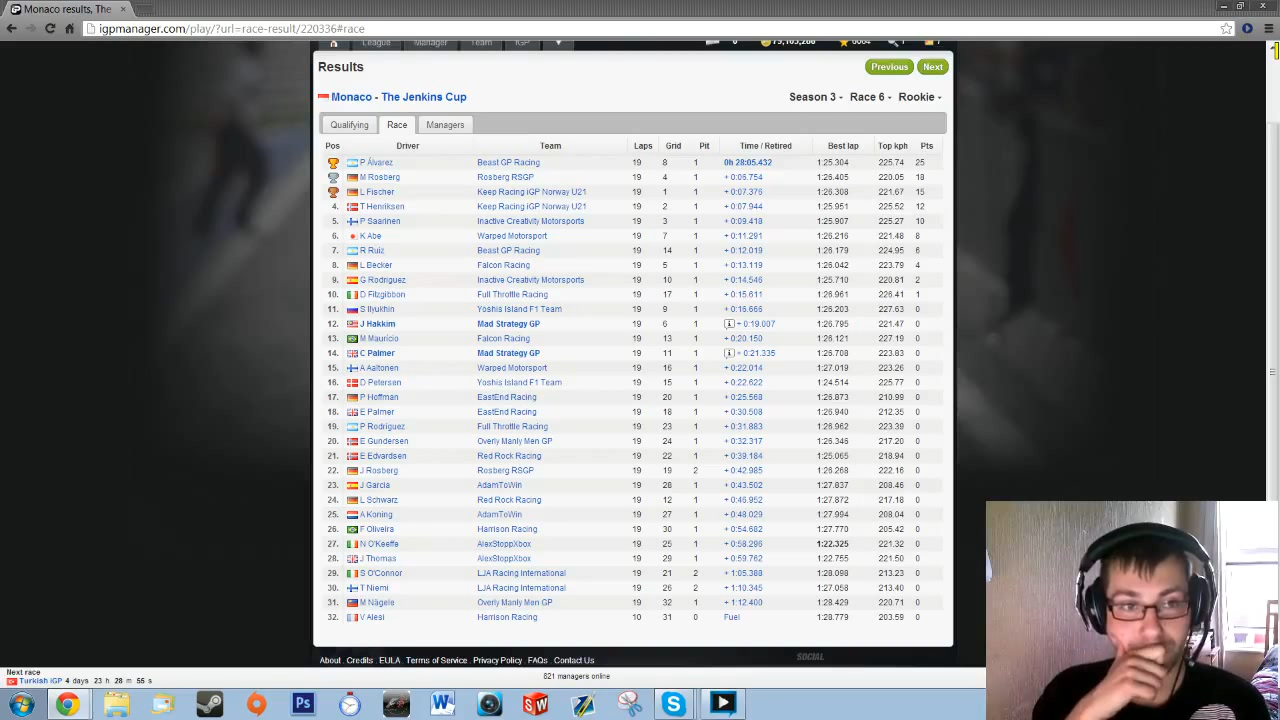 Monaco results, The
igpmanager.com/play/?url=race-result/220336#race
League Manager Team iGP
Results Previous Next
Monaco - The Jenkins Cup Season 3 Race 6 Rookie
Qualifying Race Managers
Pos Driver Team Laps Grid Pit Time / Retired Best lap Top kph Pts
P Álvarez Beast GP Racing 19 8 1 0h 28:05.432 1:25.304 225.74 25
M Rosberg Rosberg RSGP 19 4 1 + 0:06.754 1:26.405 220.05 18
L Fischer Keep Racing iGP Norway U21 19 1 1 + 0:07.376 1:26.308 221.67 15
4. T Henriksen Keep Racing iGP Norway U21 19 2 1 + 0:07.944 1:25.951 225.52 12
5. P Saarinen Inactive Creativity Motorsports 19 3 1 + 0:09.418 1:25.907 225.27 10
6. K Abe Warped Motorsport 19 7 1 + 0:11.291 1:26.216 221.48 8
7. R Ruiz Beast GP Racing 19 14 1 + 0:12.019 1:26.179 224.95 6
8. L Becker Falcon Racing 19 5 1 + 0:13.119 1:26.042 223.79 4
9. G Rodriguez Inactive Creativity Motorsports 19 10 1 + 0:14.546 1:25.710 220.81 2
10. D Fitzgibbon Full Throttle Racing 19 17 1 + 0:15.611 1:26.961 226.41 1
11. S Ilyukhin Yoshis Island F1 Team 19 9 1 + 0:16.666 1:26.203 227.63 0
12. J Hakkim Mad Strategy GP 19 6 1 + 0:19.007 1:26.795 221.47 0
13. M Maurício Falcon Racing 19 13 1 + 0:20.150 1:26.121 227.19 0
14. C Palmer Mad Strategy GP 19 11 1 + 0:21.335 1:26.708 223.83 0
15. A Aaltonen Warped Motorsport 19 16 1 + 0:22.014 1:27.019 223.26 0
16. D Petersen Yoshis Island F1 Team 19 15 1 + 0:22.622 1:24.514 225.77 0
17. P Hoffman EastEnd Racing 19 20 1 + 0:25.568 1:26.873 210.99 0
18. E Palmer EastEnd Racing 19 18 1 + 0:30.508 1:26.940 212.35 0
19. P Rodríguez Full Throttle Racing 19 23 1 + 0:31.883 1:26.962 223.39 0
20. E Gundersen Overly Manly Men GP 19 24 1 + 0:32.317 1:26.346 217.20 0
21. E Edvardsen Red Rock Racing 19 22 1 + 0:39.184 1:25.065 218.94 0
22. J Rosberg Rosberg RSGP 19 19 2 + 0:42.985 1:26.268 222.16 0
23. J Garcia AdamToWin 19 28 1 + 0:43.502 1:27.837 208.46 0
24. L Schwarz Red Rock Racing 19 12 1 + 0:46.952 1:27.872 217.18 0
25. A Koning AdamToWin 19 27 1 + 0:48.029 1:27.994 208.04 0
26. F Oliveira Harrison Racing 19 30 1 + 0:54.682 1:27.770 205.42 0
27. N O'Keeffe AlexStoppXbox 19 25 1 + 0:58.296 1:22.325 221.32 0
28. J Thomas AlexStoppXbox 19 29 1 + 0:59.762 1:22.755 221.50 0
29. S O'Connor LJA Racing International 19 21 2 + 1:05.388 1:28.098 213.23 0
30. T Niemi LJA Racing International 19 26 2 + 1:10.345 1:27.058 213.40 0
31. M Nägele Overly Manly Men GP 19 32 1 + 1:12.400 1:28.429 220.71 0
32. V Alesi Harrison Racing 10 31 0 Fuel 1:28.779 203.59 0
About . Credits . EULA . Terms of Service . Privacy Policy . FAQs . Contact Us SOCIAL
Next race
Turkish iGP 4 days 23 h 28 m 55 s
821 managers online